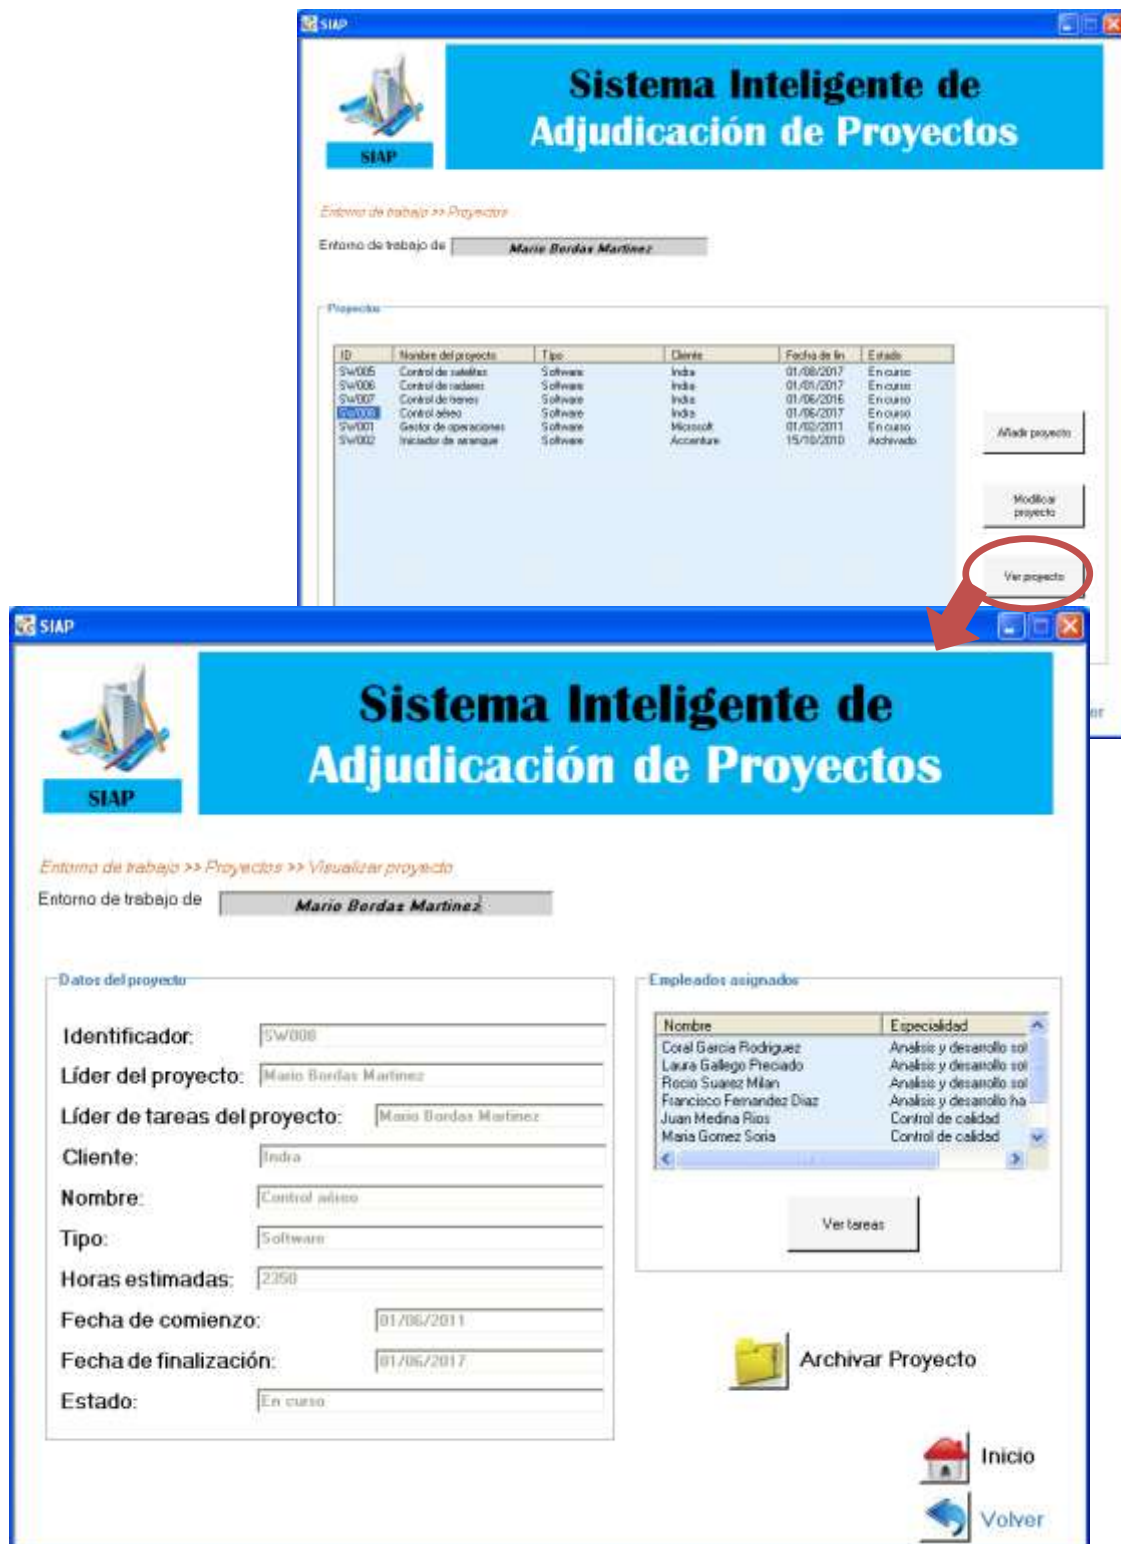 SIAP
Sistema Inteligente de
Adjudicación de Proyectos
SIAP
Entorno de trabajo >> Proyectos
Entorno de trabajo de Mario Bordas Martinez
Proyectos
ID Nombre del proyecto Tipo Cliente Fecha de fin Estado
SW005 Control de satelites Software Indra 01/08/2017 En curso
SW006 Control de radares Software Indra 01/01/2017 En curso
SW007 Control de trenes Software Indra 01/06/2016 En curso
SW008 Control aéreo Software Indra 01/06/2017 En curso
SW001 Gestor de operaciones Software Microsoft 01/02/2011 En curso
SW002 Iniciador de arranque Software Accenture 15/10/2010 Archivado
Añadir proyecto
Modificar
proyecto
Ver proyecto
er
SIAP
Sistema Inteligente de
Adjudicación de Proyectos
SIAP
Entorno de trabajo >> Proyectos >> Visualizar proyecto
Entorno de trabajo de Mario Bordas Martinez
Datos del proyecto
Identificador: SW008
Líder del proyecto: Mario Bordas Martinez
Líder de tareas del proyecto: Mario Bordas Martinez
Cliente: Indra
Nombre: Control aéreo
Tipo: Software
Horas estimadas: 2350
Fecha de comienzo: 01/06/2011
Fecha de finalización: 01/06/2017
Estado: En curso
Empleados asignados
Nombre Especialidad
Coral Garcia Rodriguez Analisis y desarrollo sof
Laura Gallego Preciado Analisis y desarrollo sof
Rocio Suarez Milan Analisis y desarrollo sof
Francisco Fernandez Diaz Analisis y desarrollo ha
Juan Medina Rios Control de calidad
Maria Gomez Soria Control de calidad
Ver tareas
Archivar Proyecto
Inicio
Volver